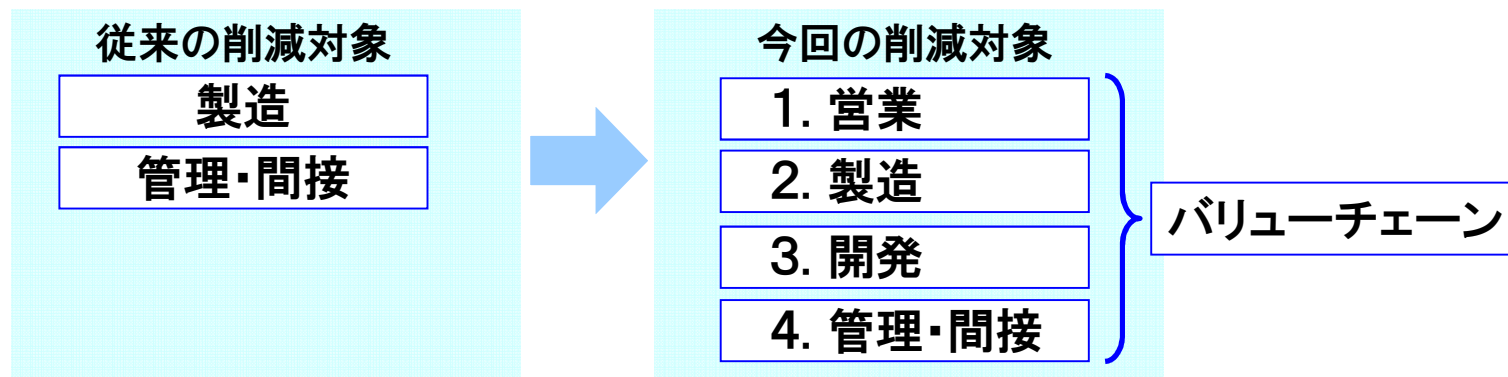 従来の削減対象
製造
管理・間接
今回の削減対象
1. 営業
2. 製造
3. 開発
4. 管理・間接
バリューチェーン